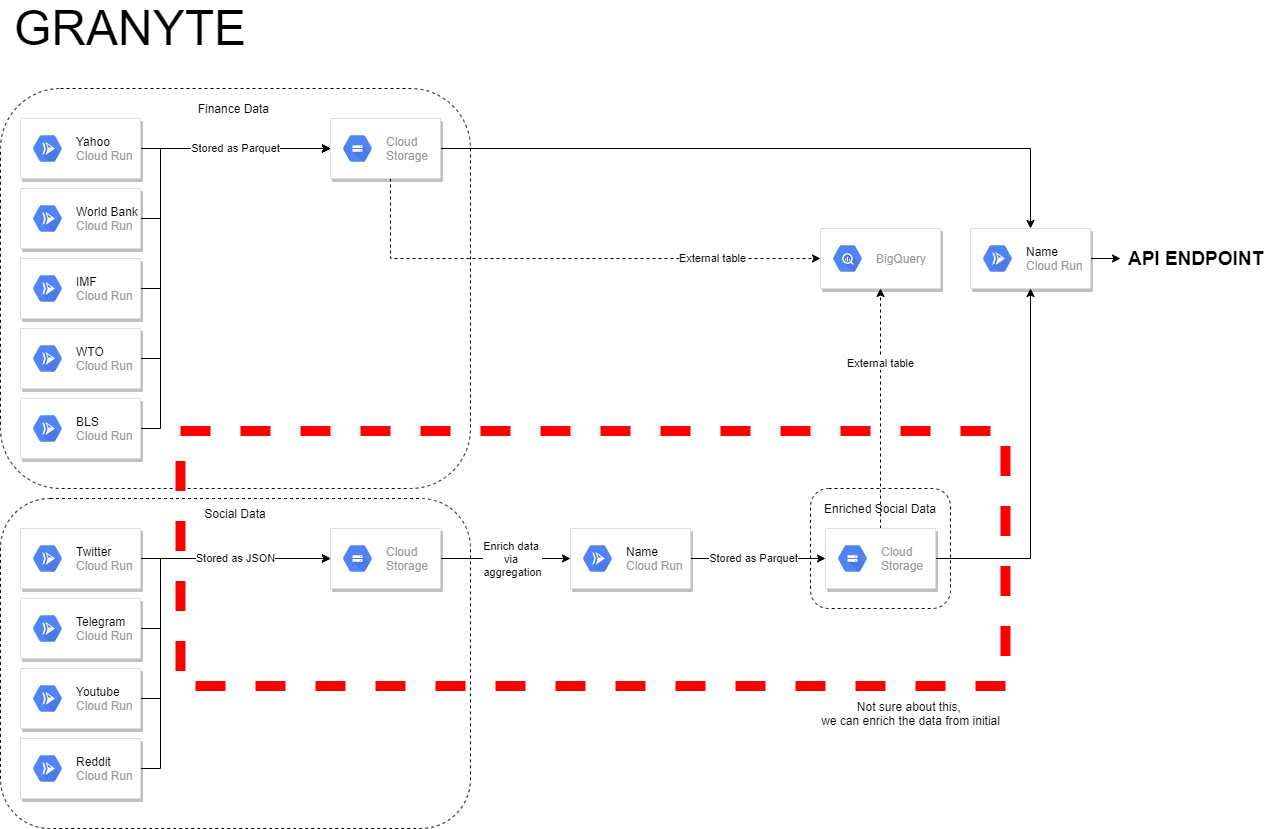 GRANYTE
Finance Data
Yahoo
Cloud Run
Stored as Parquet
Cloud
Storage
World Bank
Cloud Run
IMF
Cloud Run
WTO
Cloud Run
BLS
Cloud Run
External table
BigQuery
Name
Cloud Run
API ENDPOINT
External table
Social Data
Twitter
Cloud Run
Stored as JSON
Cloud
Storage
Enrich data
via
aggregation
Name
Cloud Run
Stored as Parquet
Enriched Social Data
Cloud
Storage
Telegram
Cloud Run
Youtube
Cloud Run
Reddit
Cloud Run
Not sure about this,
we can enrich the data from initial